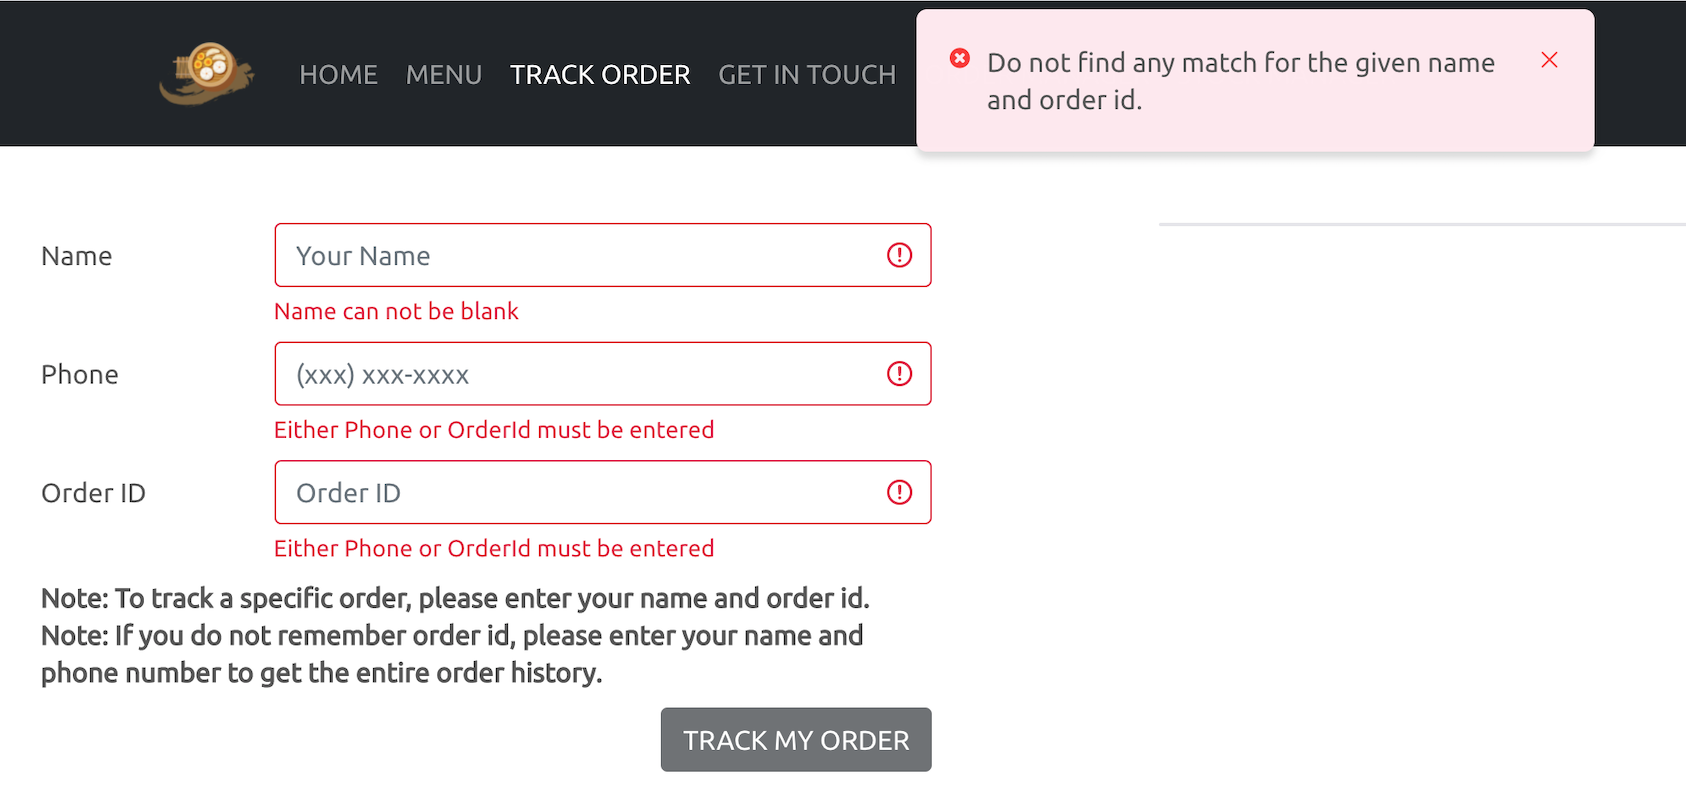 HOME MENU TRACK ORDER GET IN TOUCH
Do not find any match for the given name
and order id.
Name
Your Name
Name can not be blank
Phone
(xxx) xxx-xxxx
Either Phone or OrderId must be entered
Order ID
Order ID
Either Phone or OrderId must be entered
Note: To track a specific order, please enter your name and order id.
Note: If you do not remember order id, please enter your name and
phone number to get the entire order history.
TRACK MY ORDER